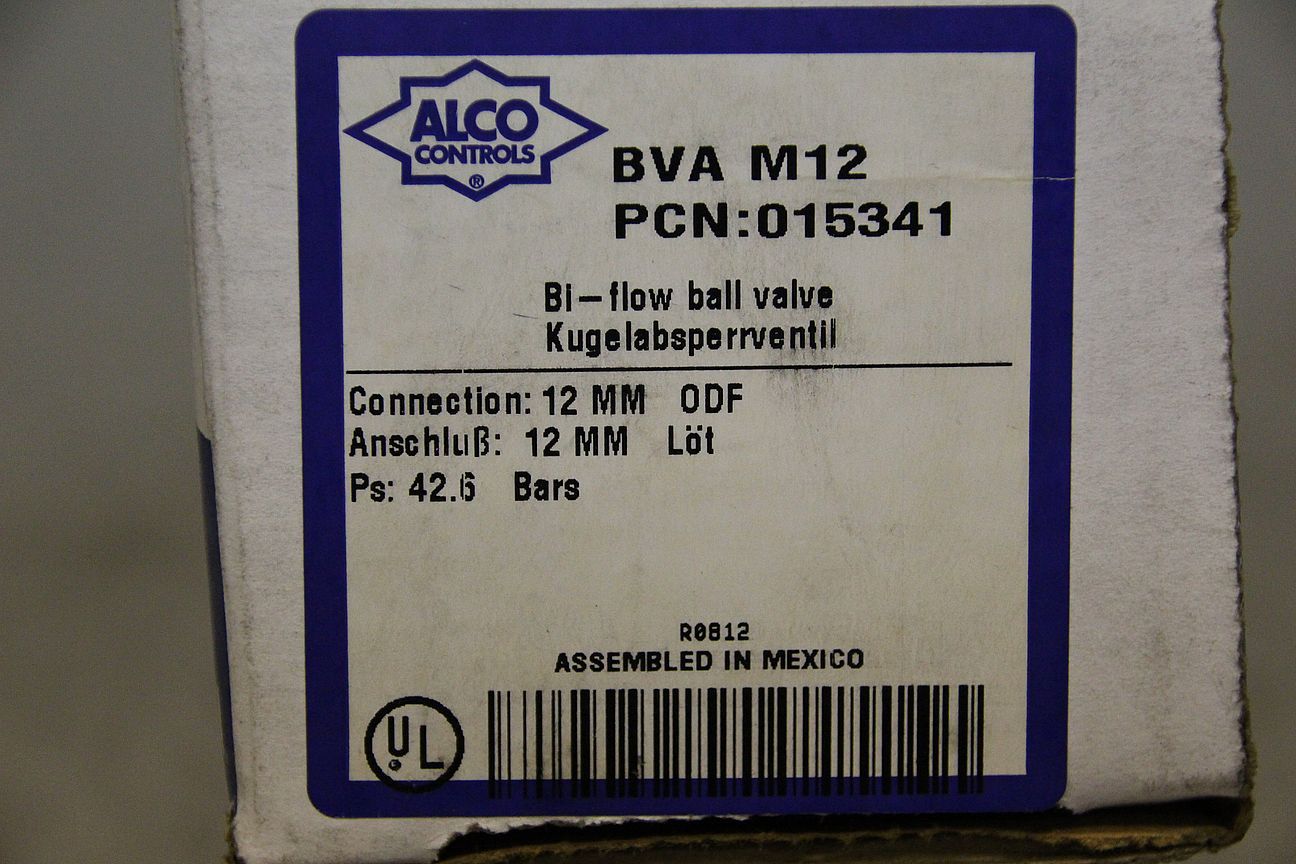 ALCO
CONTROLS
®
BVA M12
PCN:015341
Bi-flow ball valve
Kugelabsperrventil
Connection: 12 MM ODF
Anschluß: 12 MM Löt
Ps: 42.6 Bars
R0812
ASSEMBLED IN MEXICO
UL